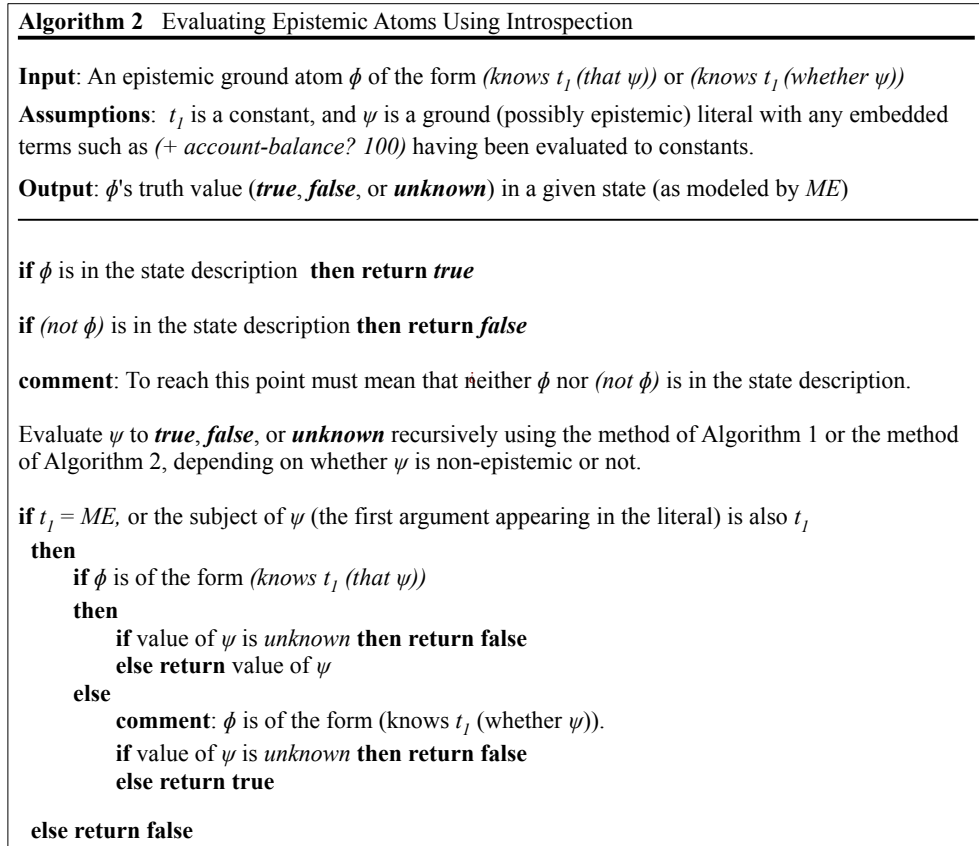 Algorithm 2 Evaluating Epistemic Atoms Using Introspection
Input: An epistemic ground atom ϕ of the form (knows t₁ (that ψ)) or (knows t₁ (whether ψ))
Assumptions: t₁ is a constant, and ψ is a ground (possibly epistemic) literal with any embedded
terms such as (+ account-balance? 100) having been evaluated to constants.
Output: ϕ's truth value (true, false, or unknown) in a given state (as modeled by ME)
if ϕ is in the state description then return true
if (not ϕ) is in the state description then return false
comment: To reach this point must mean that neither ϕ nor (not ϕ) is in the state description.
Evaluate ψ to true, false, or unknown recursively using the method of Algorithm 1 or the method
of Algorithm 2, depending on whether ψ is non-epistemic or not.
if t₁ = ME, or the subject of ψ (the first argument appearing in the literal) is also t₁
then
if ϕ is of the form (knows t₁ (that ψ))
then
if value of ψ is unknown then return false
else return value of ψ
else
comment: ϕ is of the form (knows t₁ (whether ψ)).
if value of ψ is unknown then return false
else return true
else return false